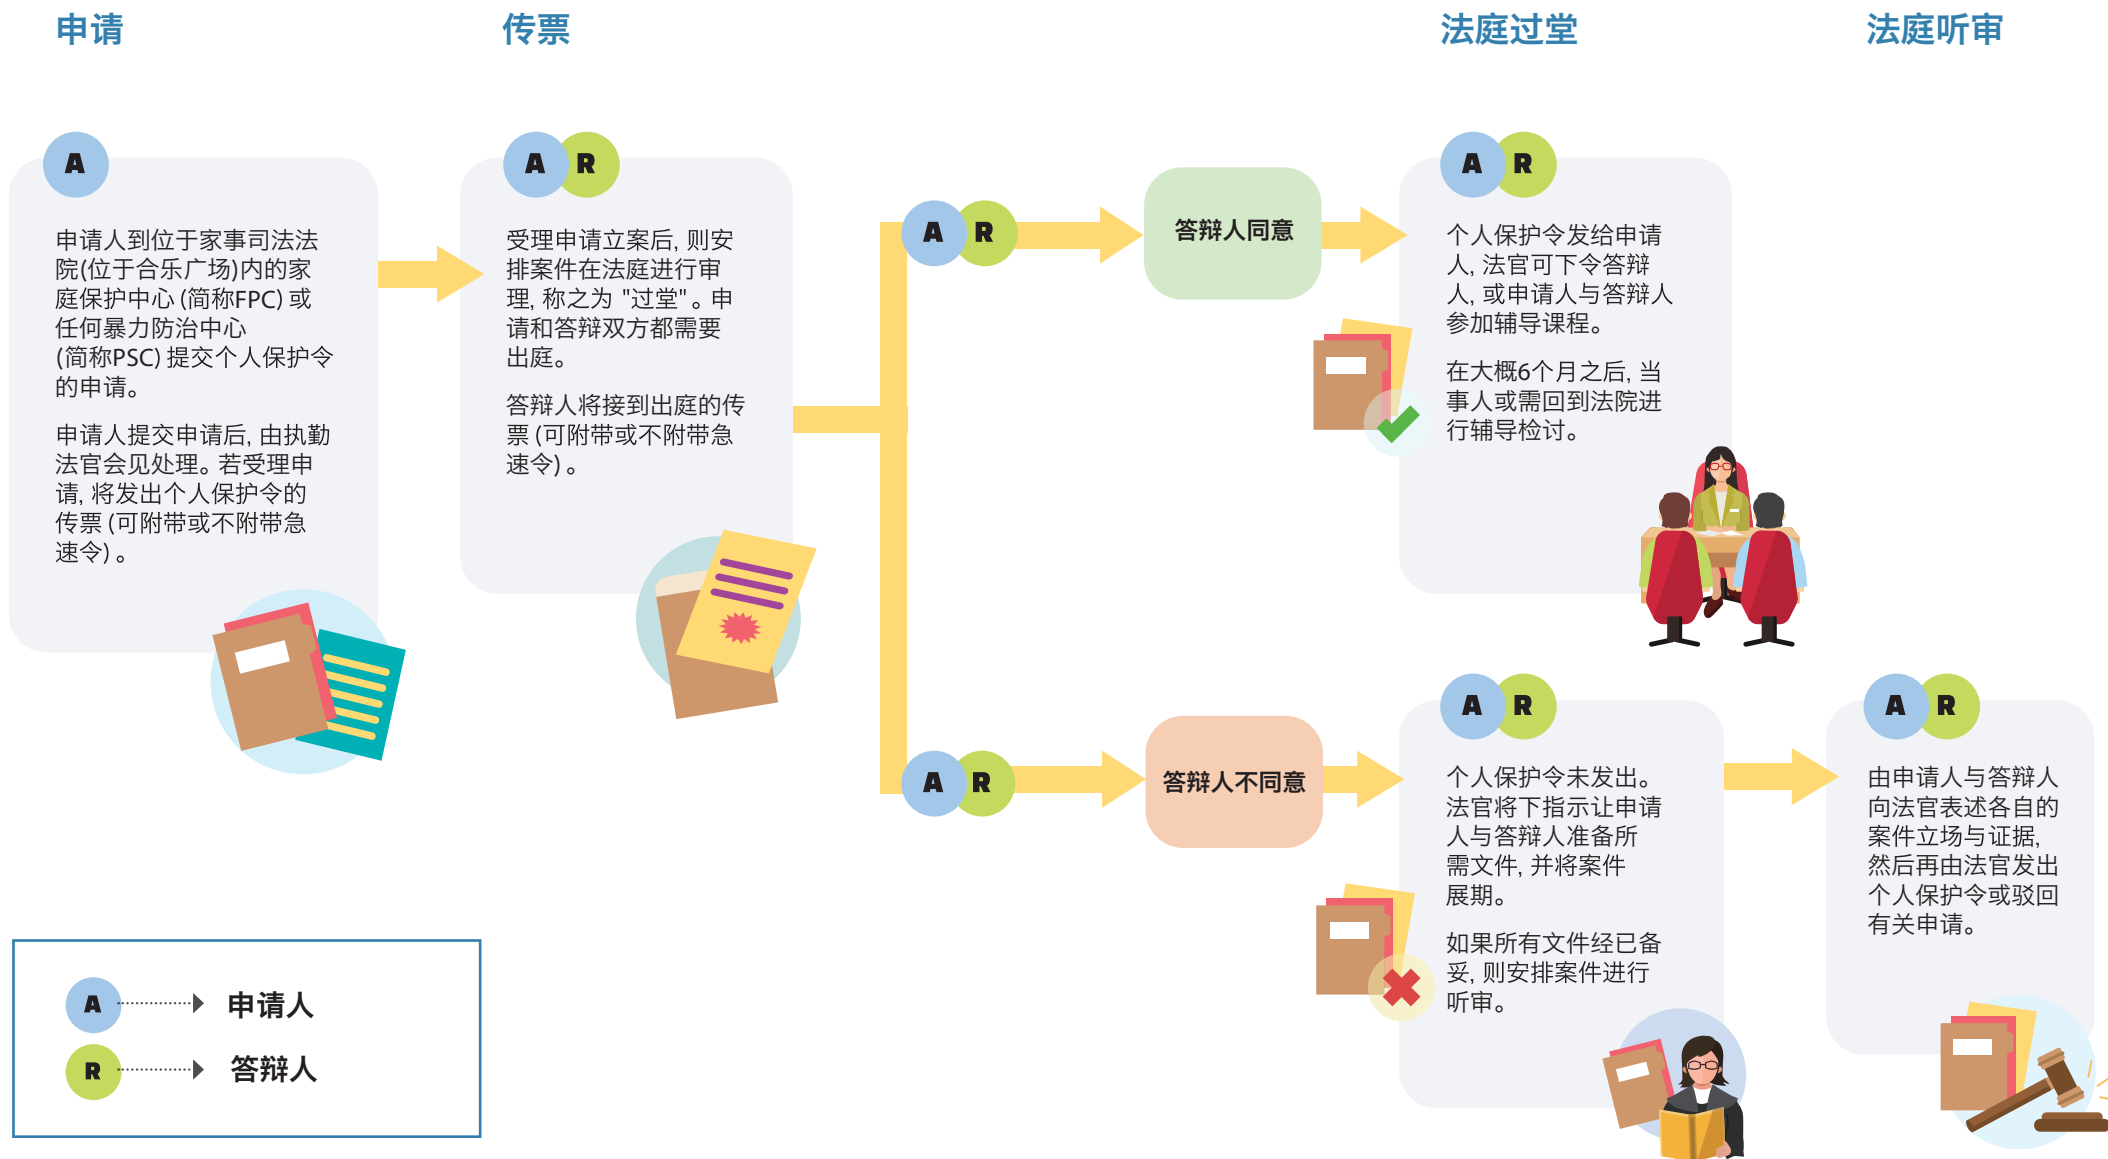 申请
传票
法庭过堂
法庭听审
A
申请人到位于家事司法法
院(位于合乐广场)内的家
庭保护中心 (简称FPC) 或
任何暴力防治中心
(简称PSC) 提交个人保护令
的申请。
申请人提交申请后, 由执勤
法官会见处理。若受理申
请, 将发出个人保护令的
传票 (可附带或不附带急
速令) 。
A R
受理申请立案后, 则安
排案件在法庭进行审
理, 称之为 "过堂" 。申
请和答辩双方都需要
出庭。
答辩人将接到出庭的传
票 (可附带或不附带急
速令) 。
A R
答辩人同意
A R
个人保护令发给申请
人, 法官可下令答辩
人, 或申请人与答辩人
参加辅导课程。
在大概6个月之后, 当
事人或需回到法院进
行辅导检讨。
A R
答辩人不同意
A R
个人保护令未发出。
法官将下指示让申请
人与答辩人准备所
需文件, 并将案件
展期。
如果所有文件经已备
妥, 则安排案件进行
听审。
A R
由申请人与答辩人
向法官表述各自的
案件立场与证据,
然后再由法官发出
个人保护令或驳回
有关申请。
A 申请人
R 答辩人